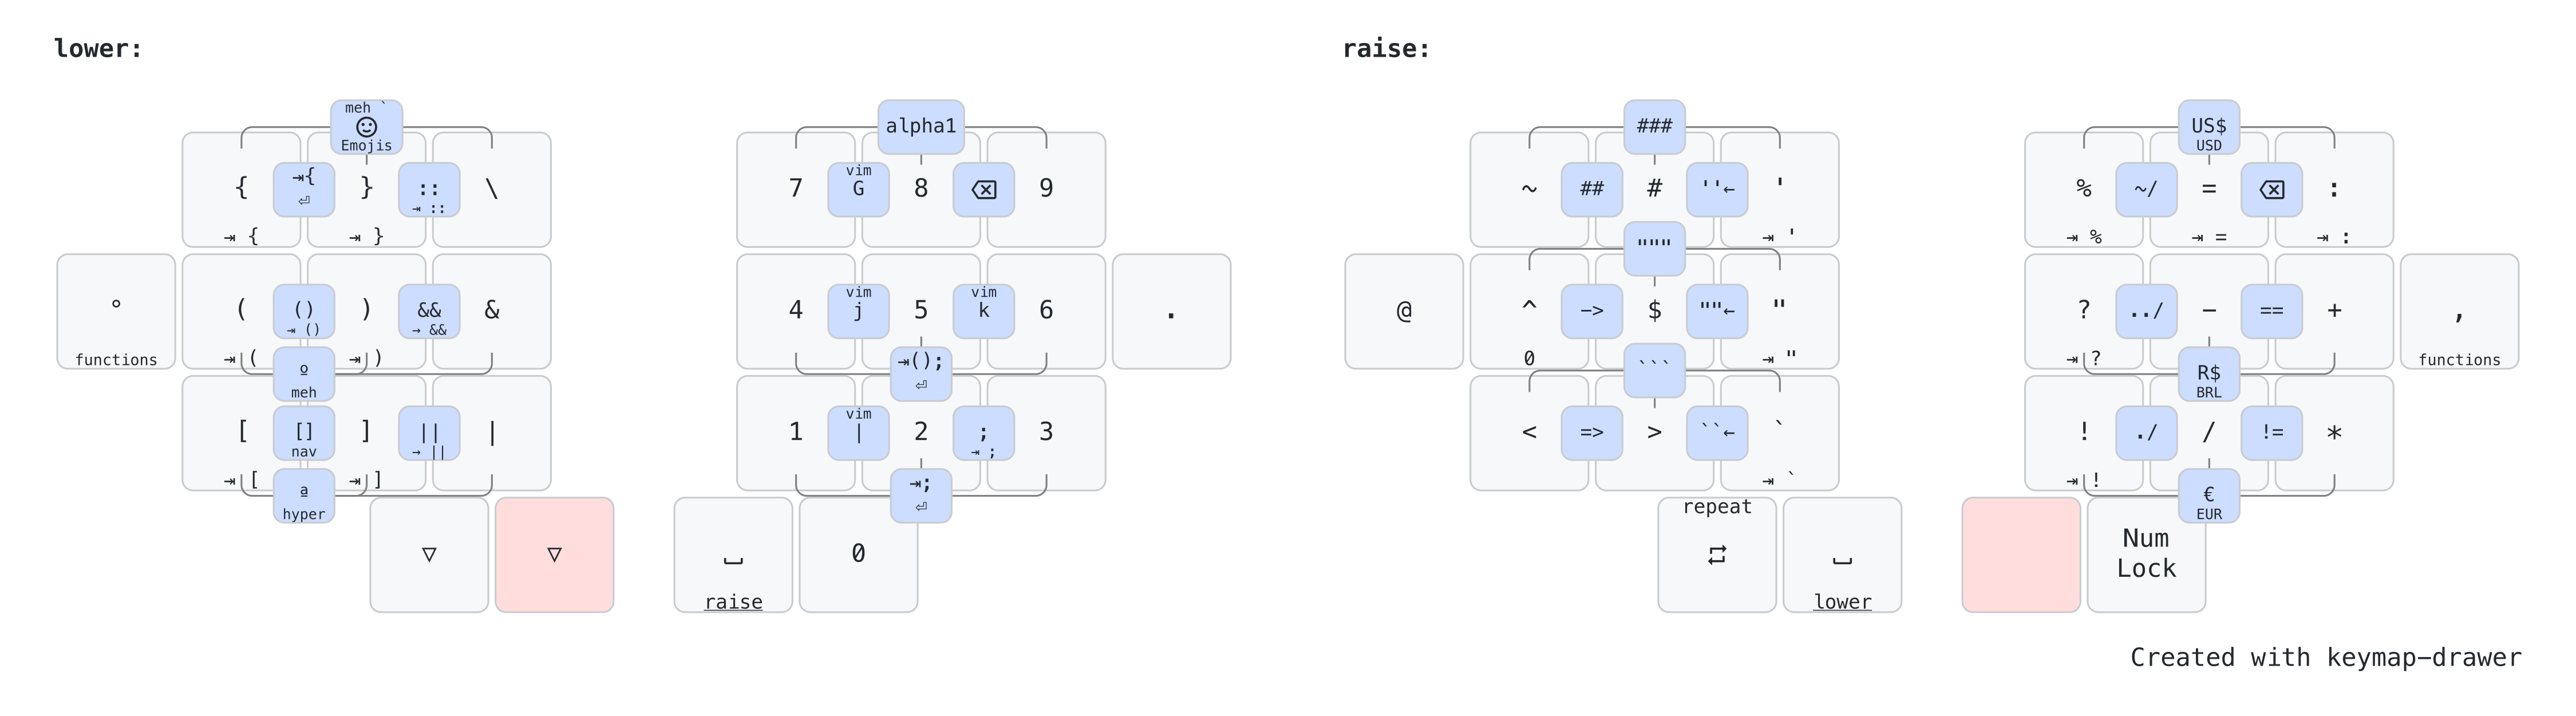 lower:
meh `
Emojis
⇥{
⏎
{ } \
::
⇥ ::
⇥ { ⇥ }
°
functions
( ) &
()
⇥ ()
&&
→ &&
⇥ ( ⇥ )
º
meh
[ ] |
[]
nav
||
→ ||
⇥ [ ⇥ ]
ª
hyper
▽ ▽
alpha1
7 8 9
vim
G
⌫
4 5 6 .
vim
j
vim
k
⇥();
⏎
1 2 3
vim
|
;
⇥ ;
⇥;
⏎
⎵
raise
0
raise:
###
~ ## # ''← '
⇥ '
"""
@ ^ -> $ ""← "
0 ⇥ "
```
< => > ``← `
⇥ `
repeat
⎵
lower
US$
USD
% ~/ = ⌫ :
⇥ % ⇥ = ⇥ :
? ../ − == + ,
⇥ ?
functions
R$
BRL
! ./ / != *
⇥ !
€
EUR
Num
Lock
Created with keymap-drawer